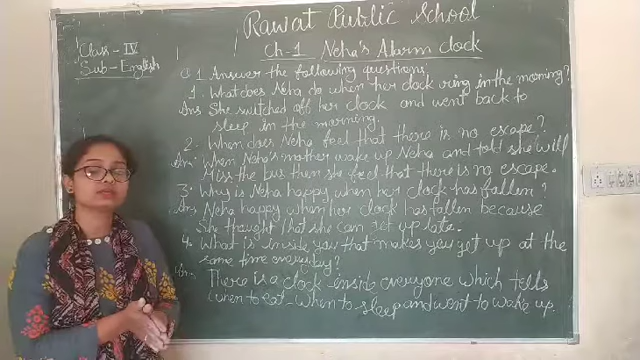 Rawat Public School
Class - IV
Sub - English
Ch-1 Neha's Alarm clock
Q1 Answer the following questions:
1. What does Neha do when her clock ring in the morning?
Ans She switched off her clock and went back to
sleep in the morning.
2. When does Neha feel that there is no escape?
Ans. When Neha's mother wake up Neha and told she will
Miss the bus then she feel that there is no escape.
3. Why is Neha happy when her clock has fallen?
Ans Neha happy when her clock has fallen because
she thought that she can get up late.
4. What is inside you that makes you get up at the
same time everyday?
Ans. There is a clock inside everyone which tells
when to eat - when to sleep and went to wake up.